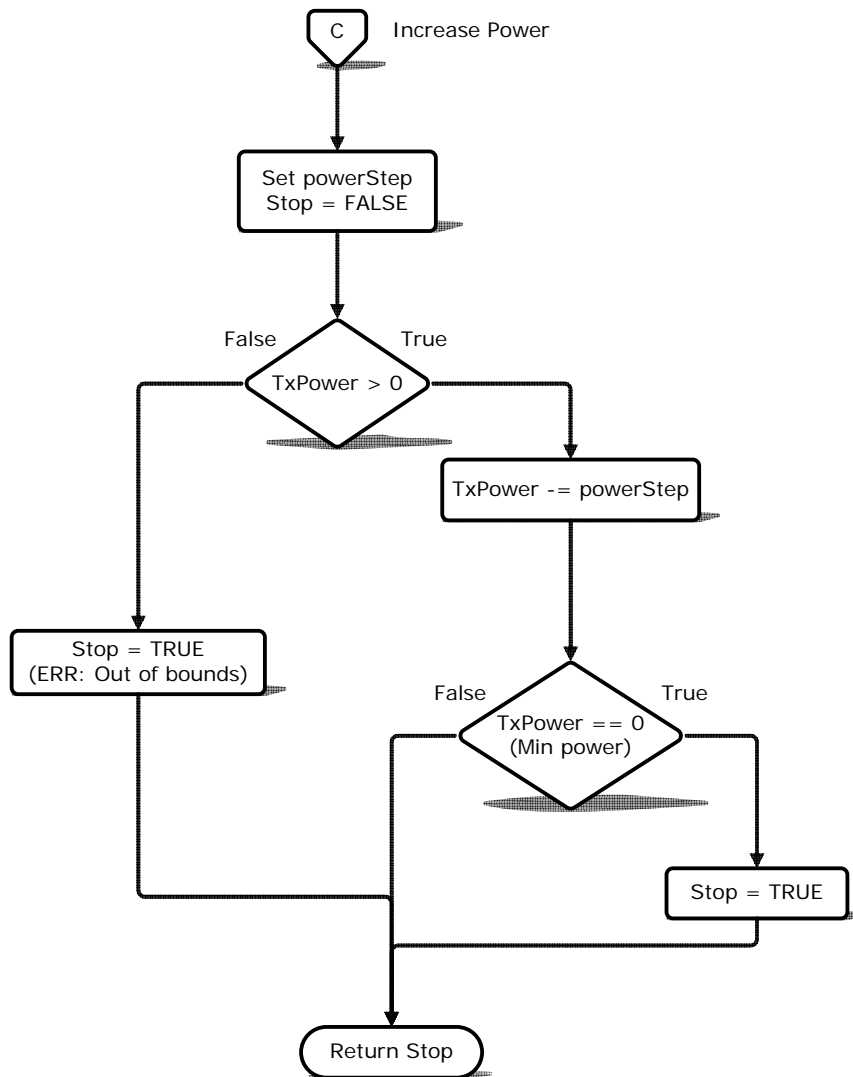 C
Increase Power
Set powerStep
Stop = FALSE
False
True
TxPower > 0
TxPower -= powerStep
Stop = TRUE
(ERR: Out of bounds)
False
True
TxPower == 0
(Min power)
Stop = TRUE
Return Stop